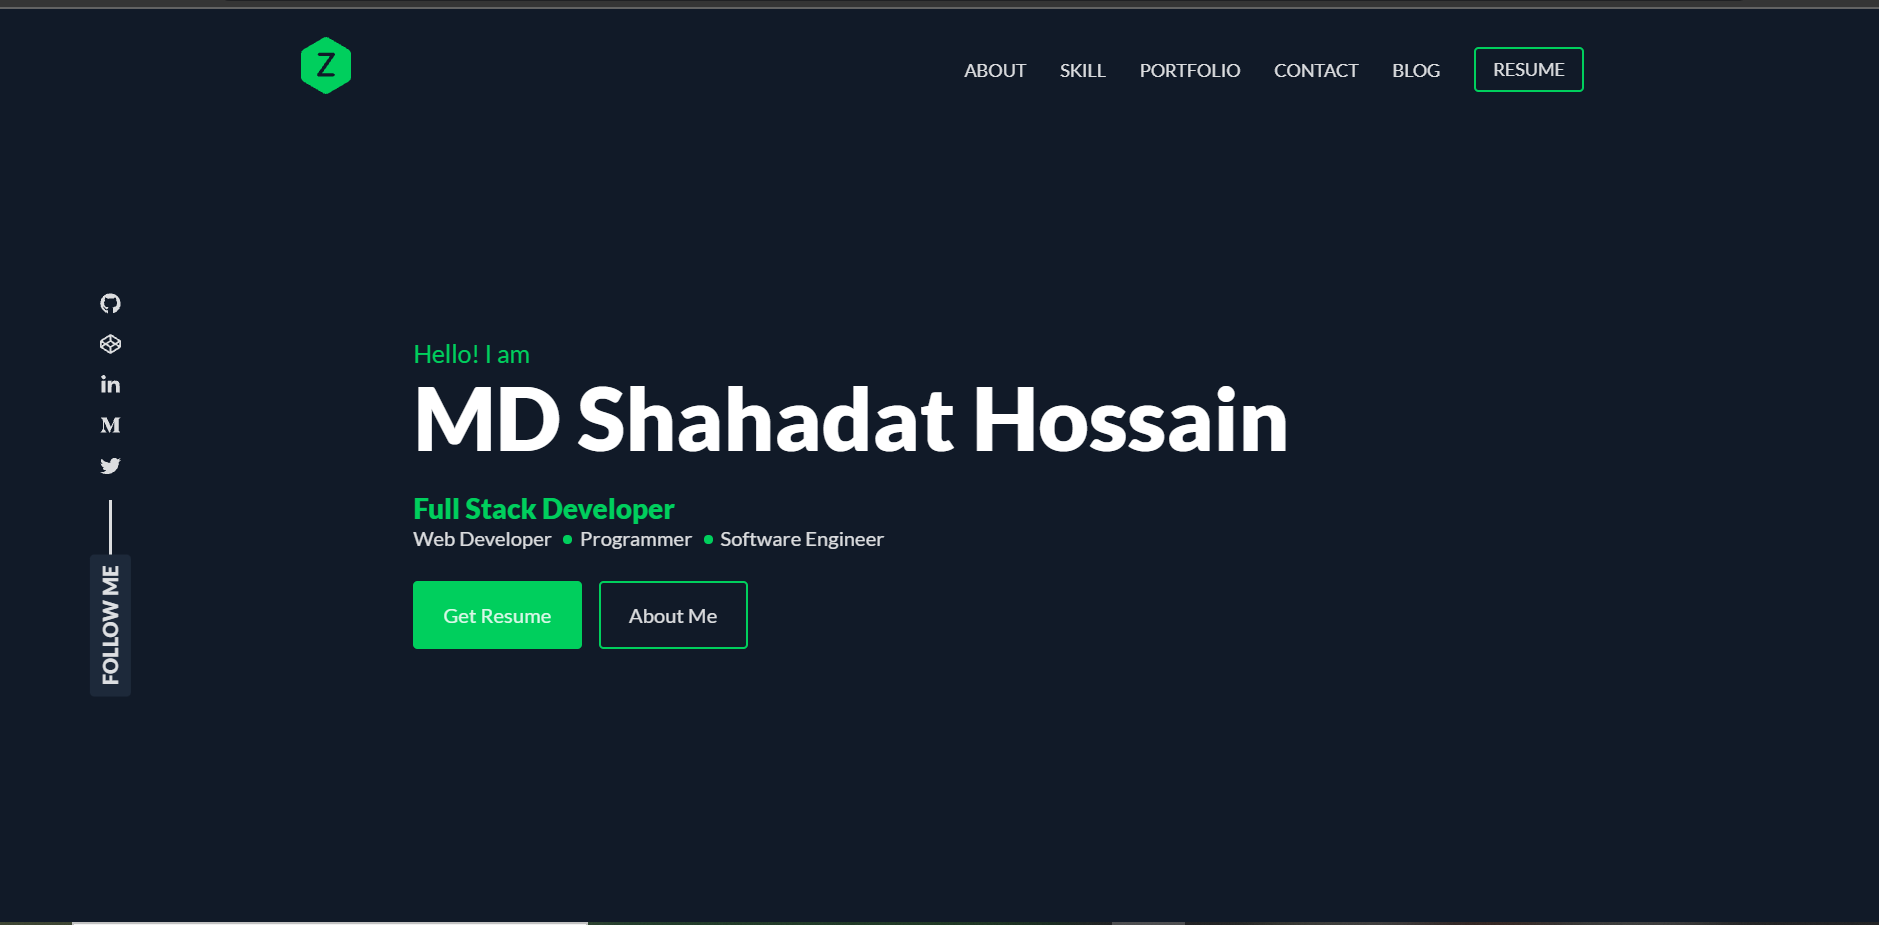 Z
ABOUT SKILL PORTFOLIO CONTACT BLOG RESUME
Hello! I am
MD Shahadat Hossain
Full Stack Developer
Web Developer Programmer Software Engineer
Get Resume About Me
in
M
FOLLOW ME